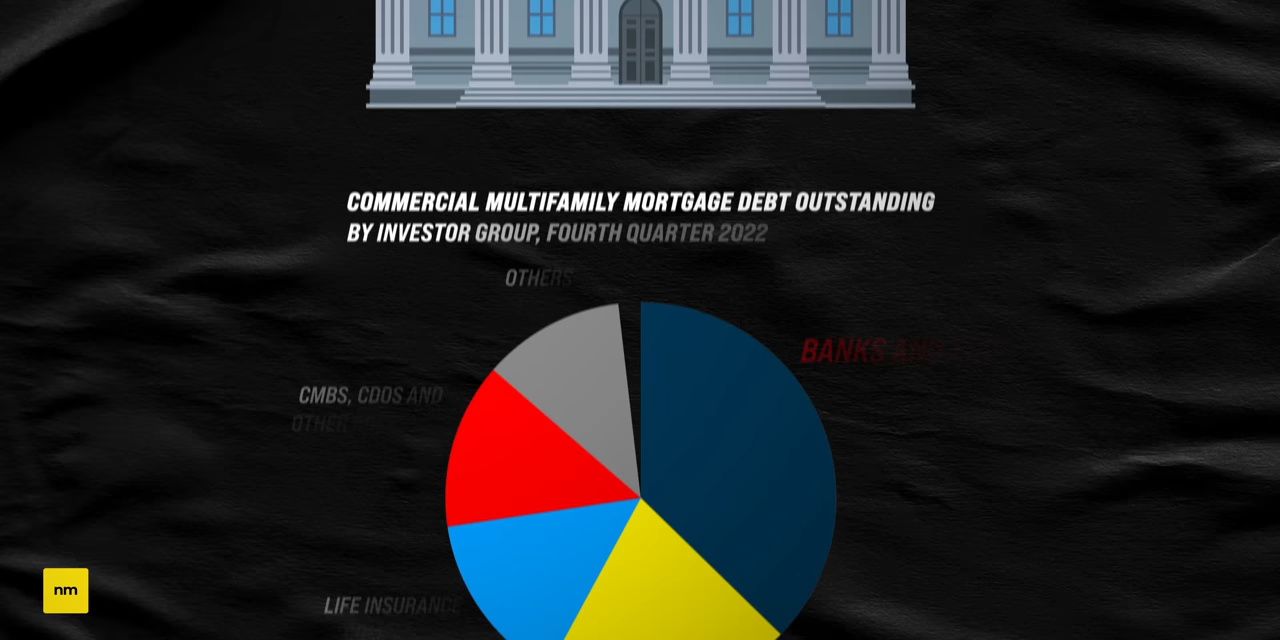 COMMERCIAL MULTIFAMILY MORTGAGE DEBT OUTSTANDING
BY INVESTOR GROUP, FOURTH QUARTER 2022
OTHERS
BANKS AND
CMBS, CDOS AND
OTHER
LIFE INSURANCE
nm